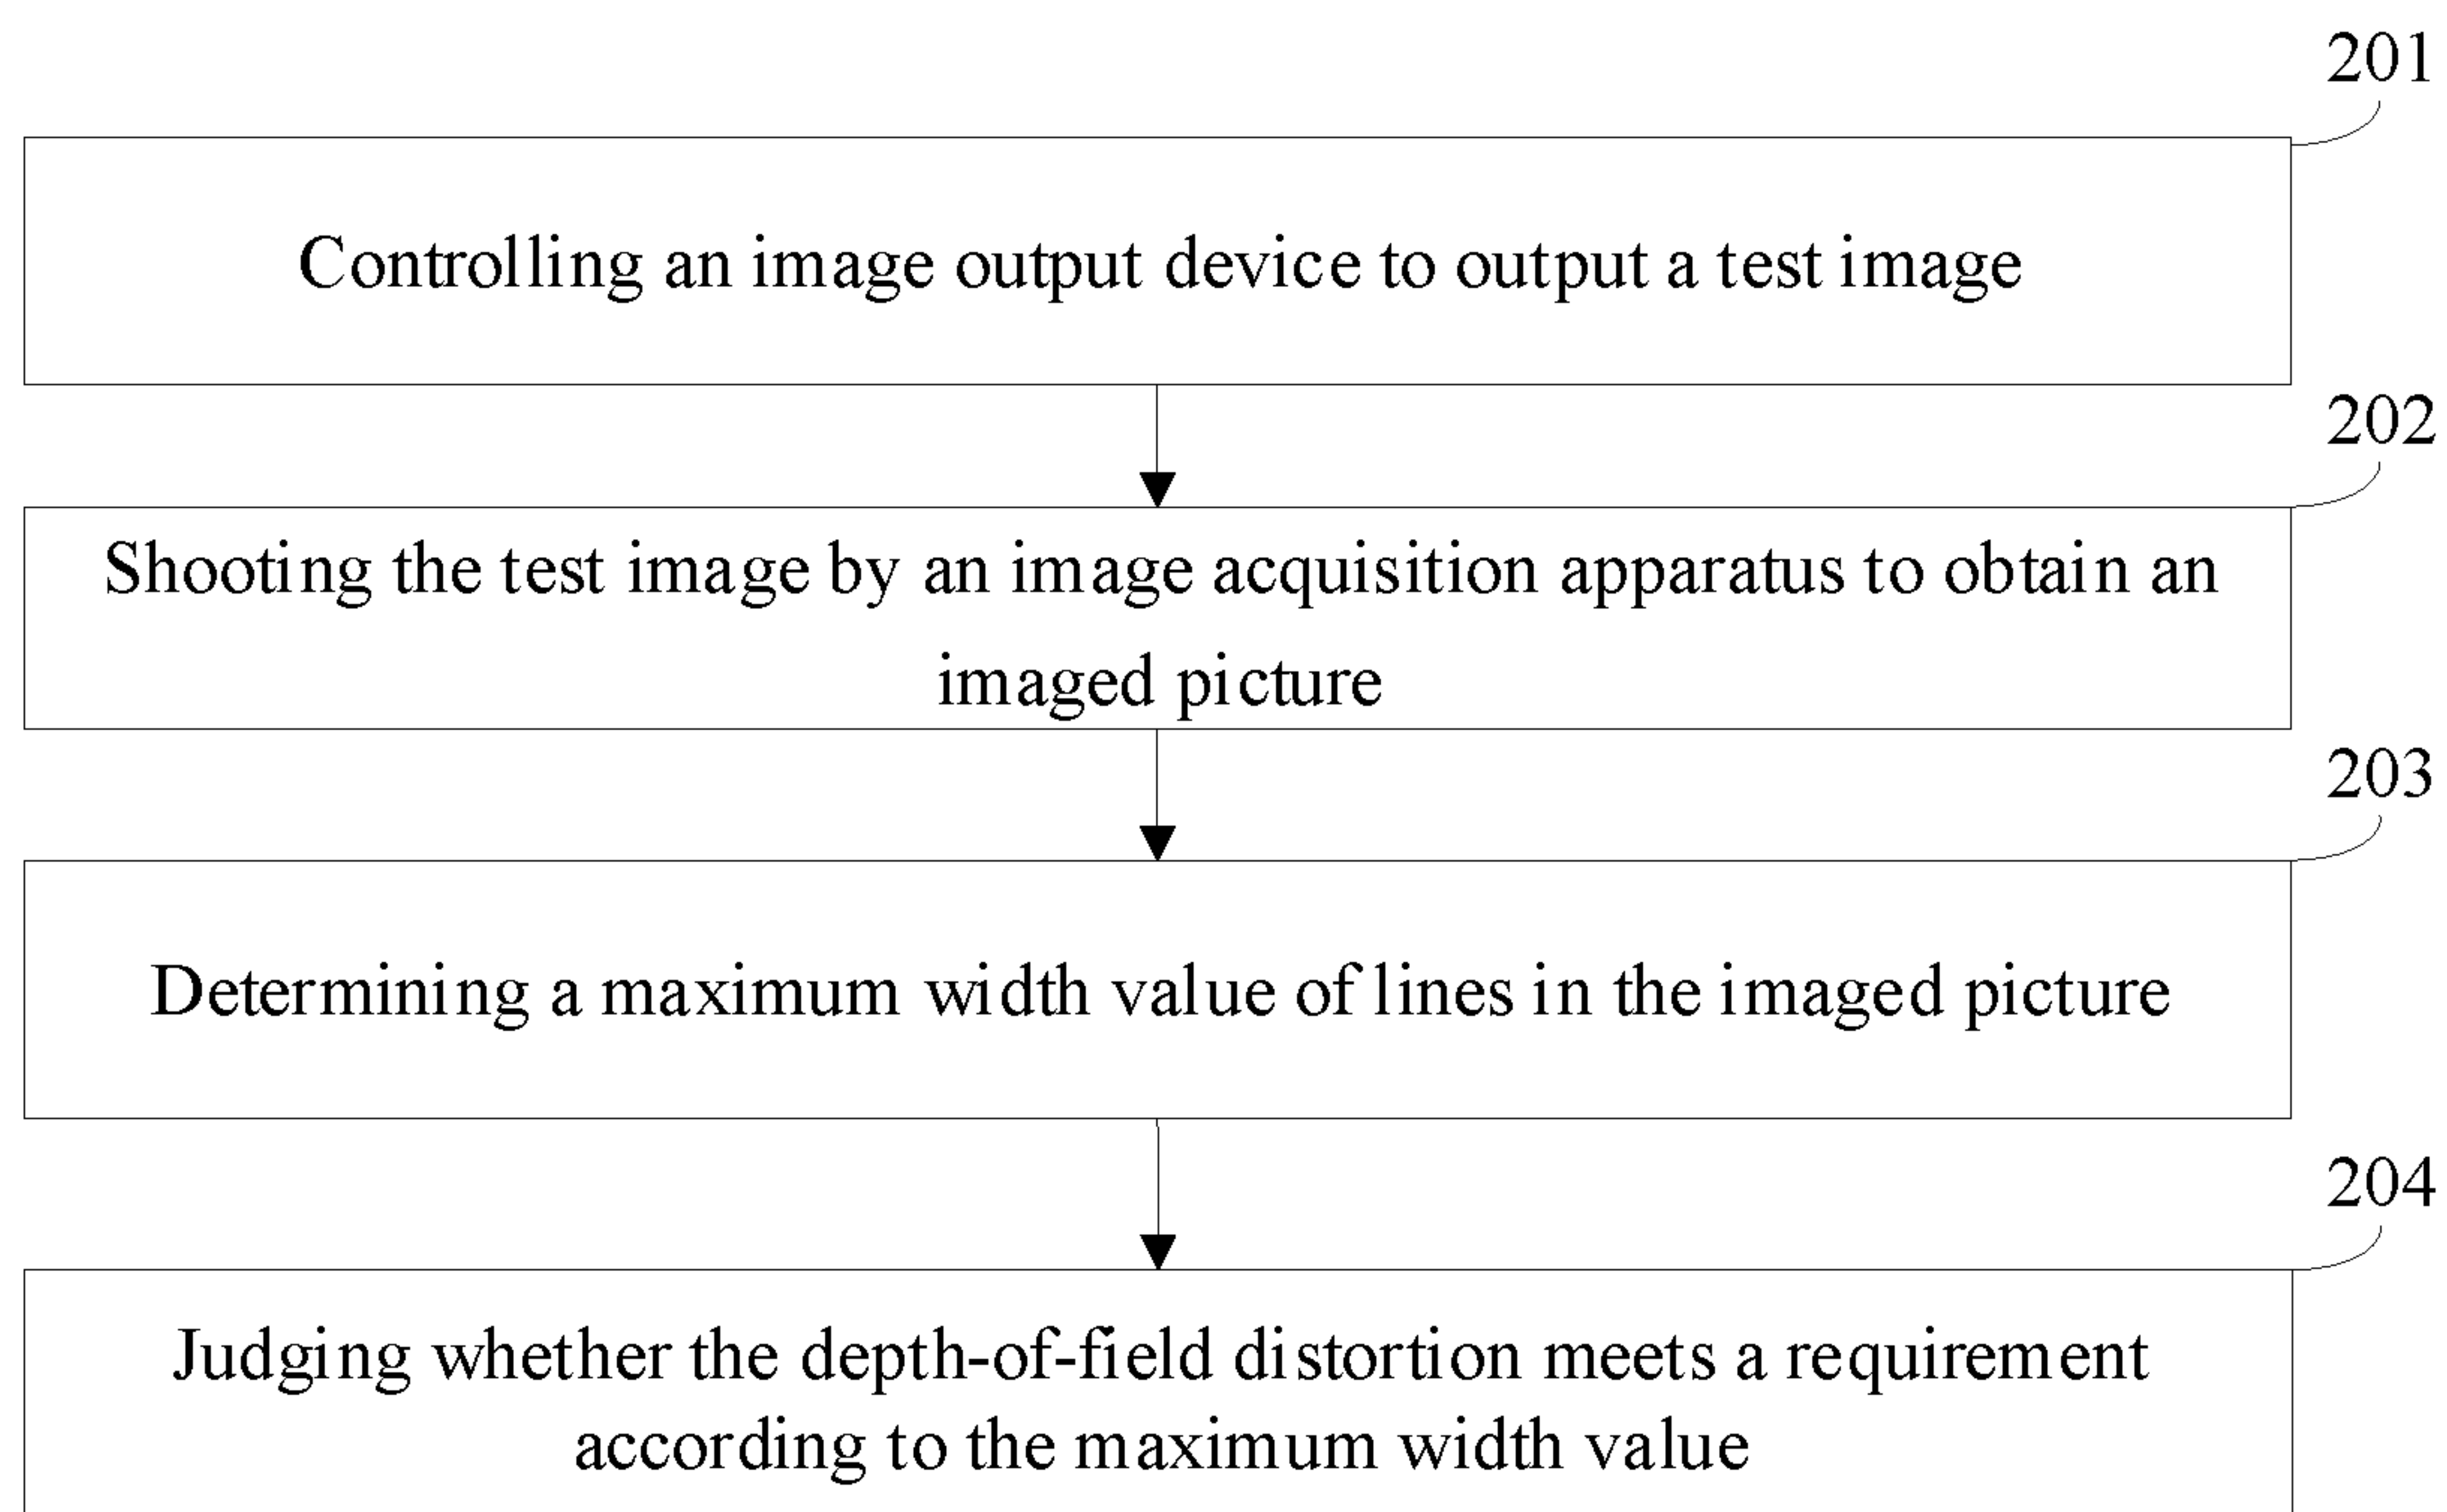 201
Controlling an image output device to output a test image
202
Shooting the test image by an image acquisition apparatus to obtain an
imaged picture
203
Determining a maximum width value of lines in the imaged picture
204
Judging whether the depth-of-field distortion meets a requirement
according to the maximum width value